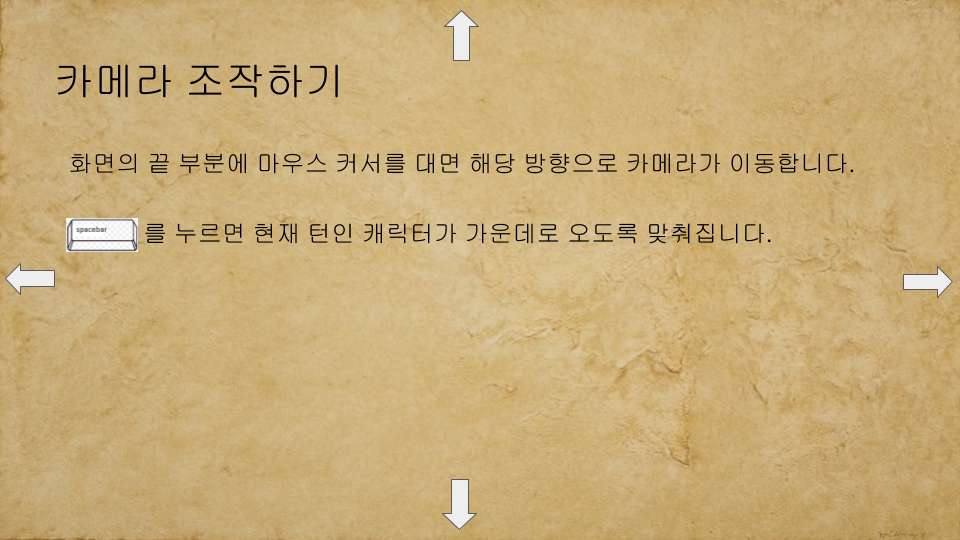 카메라 조작하기
화면의 끝 부분에 마우스 커서를 대면 해당 방향으로 카메라가 이동합니다.
spacebar 를 누르면 현재 턴인 캐릭터가 가운데로 오도록 맞춰집니다.